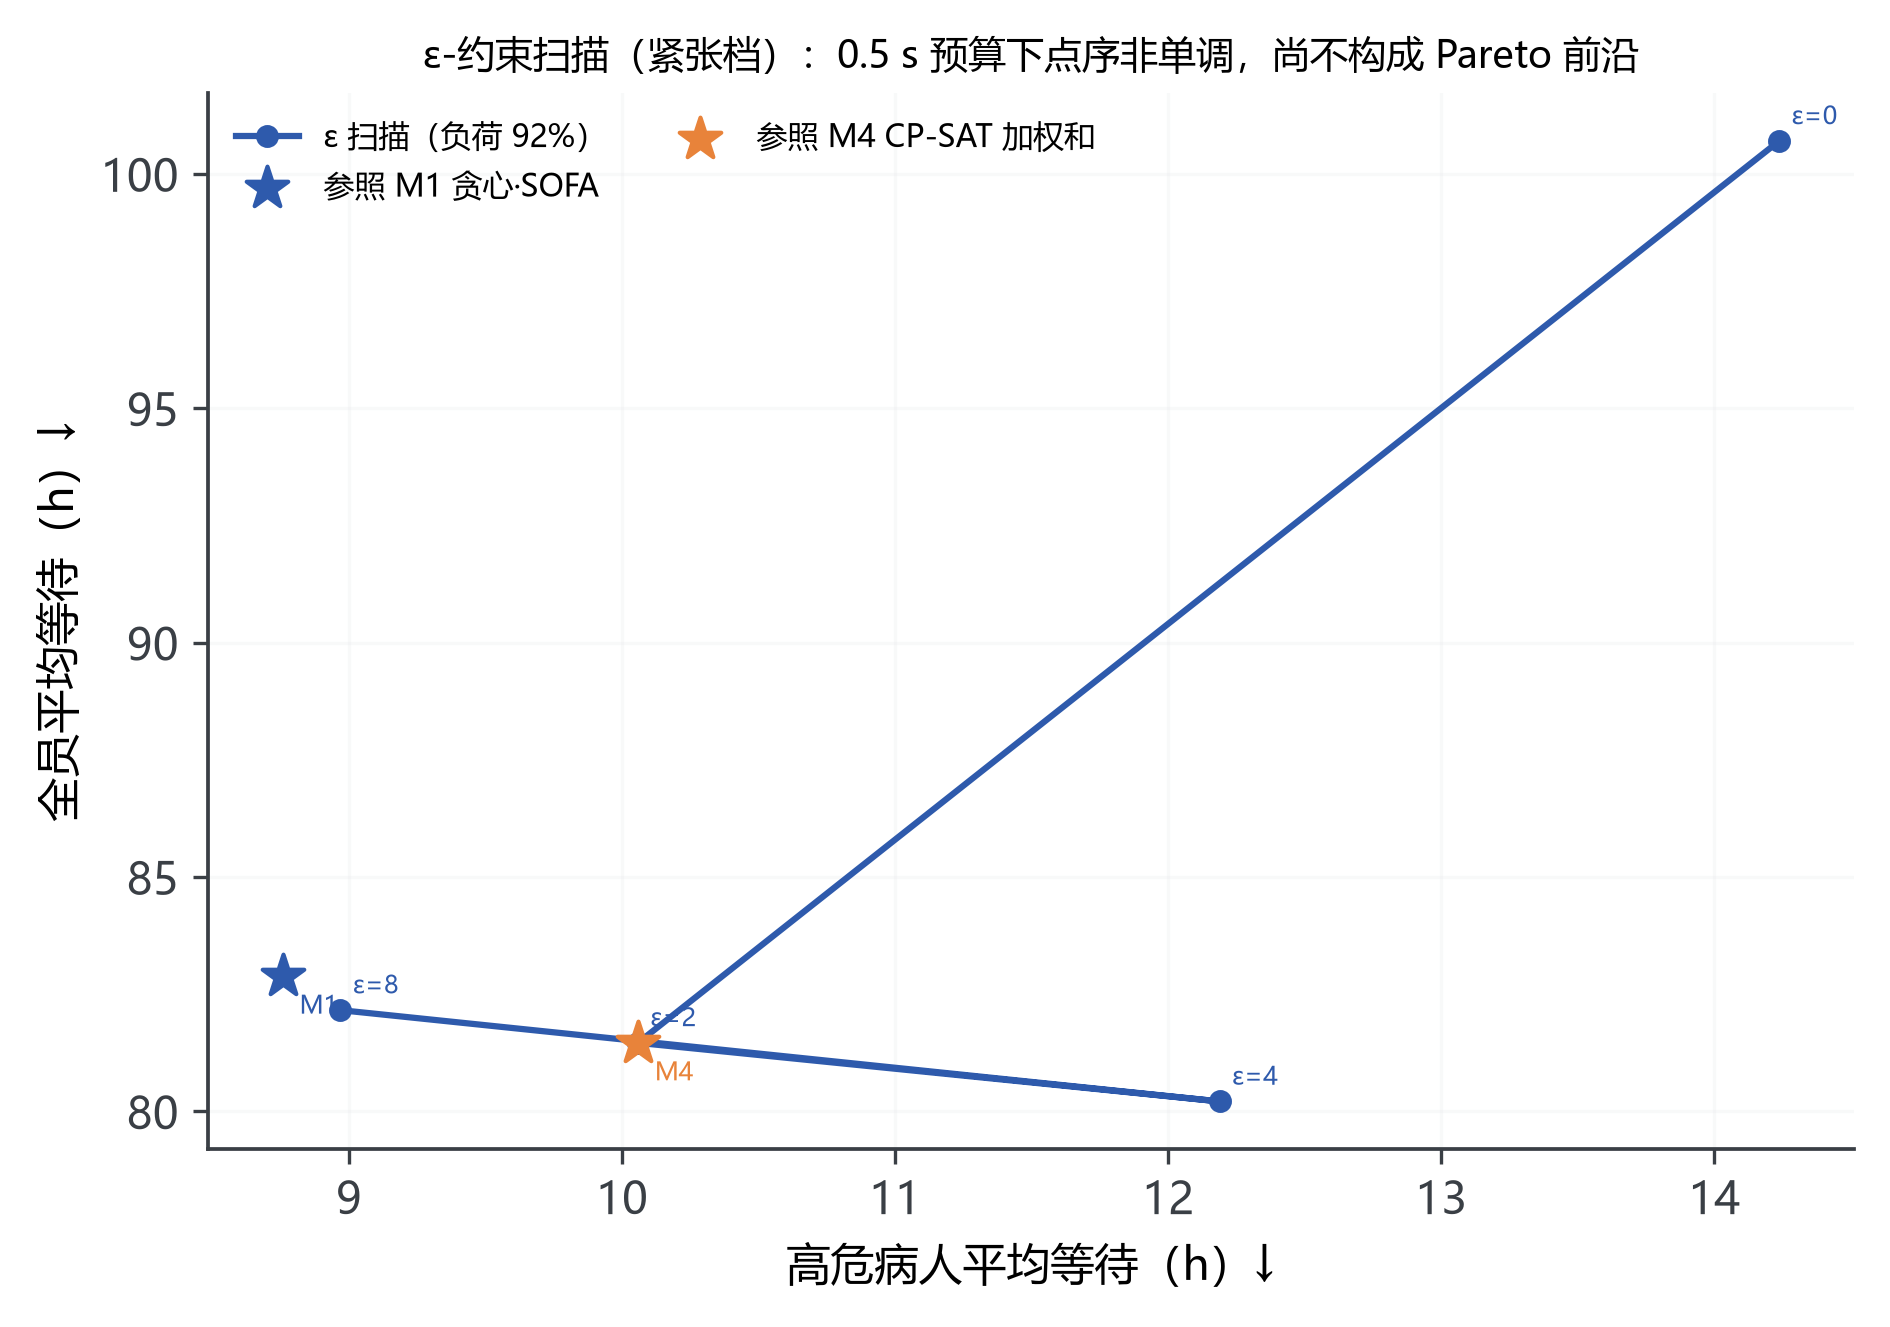 ε-约束扫描（紧张档）：0.5 s 预算下点序非单调，尚不构成 Pareto 前沿
ε 扫描（负荷 92%）
参照 M4 CP-SAT 加权和
参照 M1 贪心·SOFA
ε=0
100
95
90
85
80
全员平均等待（h）↓
M1
ε=8
ε=2
M4
ε=4
9
10
11
12
13
14
高危病人平均等待（h）↓